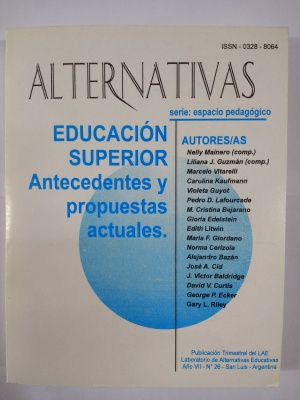 ISSN - 0328 - 8064
ALTERNATIVAS
serie: espacio pedagógico
EDUCACIÓN
SUPERIOR
Antecedentes y
propuestas
actuales.
AUTORES/AS
Nelly Mainero (comp.)
Liliana J. Guzmán (comp.)
Marcelo Vitarelli
Carolina Kaufmann
Violeta Guyot
Pedro D. Lafourcade
M. Cristina Bejarano
Gloria Edelstein
Edith Litwin
María F. Giordano
Norma Cerizola
Alejandro Bazán
José A. Cid
J. Victor Baldridge
David V. Curtis
George P. Ecker
Gary L. Riley
Publicación Trimestral del LAE
Laboratorio de Alternativas Educativas
Año VII - N° 26 - San Luis - Argentina